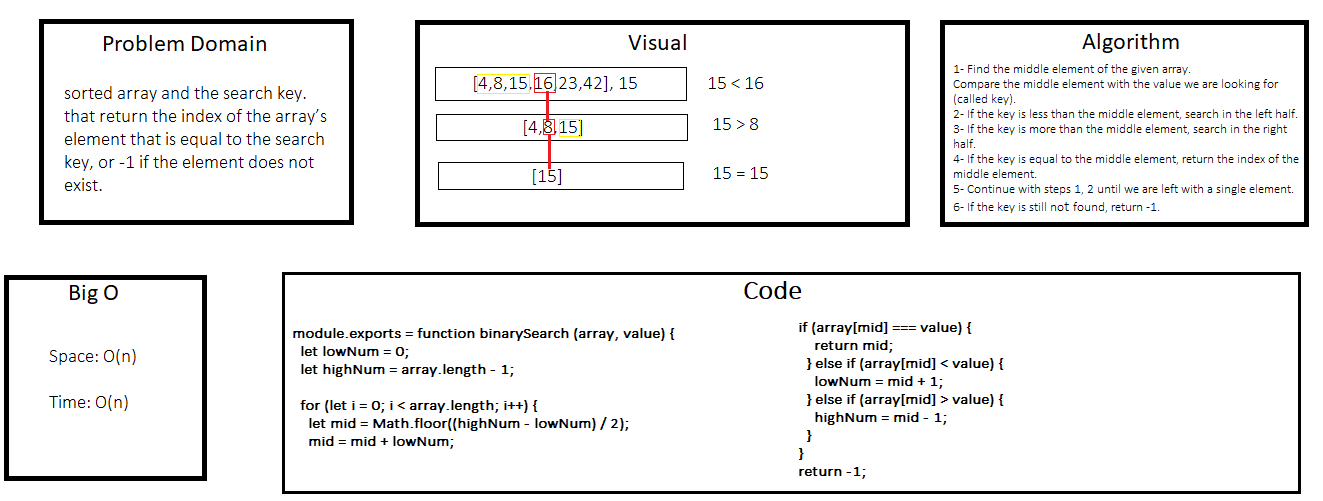 Problem Domain
sorted array and the search key.
that return the index of the array's
element that is equal to the search
key, or -1 if the element does not
exist.
Visual
[4,8,15,16,23,42], 15
15 < 16
[4,8,15]
15 > 8
[15]
15 = 15
Algorithm
1- Find the middle element of the given array.
Compare the middle element with the value we are looking for
(called key).
2- If the key is less than the middle element, search in the left half.
3- If the key is more than the middle element, search in the right
half.
4- If the key is equal to the middle element, return the index of the
middle element.
5- Continue with steps 1, 2 until we are left with a single element.
6- If the key is still not found, return -1.
Big O
Space: O(n)
Time: O(n)
Code
module.exports = function binarySearch (array, value) {
let lowNum = 0;
let highNum = array.length - 1;
for (let i = 0; i < array.length; i++) {
let mid = Math.floor((highNum - lowNum) / 2);
mid = mid + lowNum;
if (array[mid] === value) {
return mid;
} else if (array[mid] < value) {
lowNum = mid + 1;
} else if (array[mid] > value) {
highNum = mid - 1;
}
}
return -1;